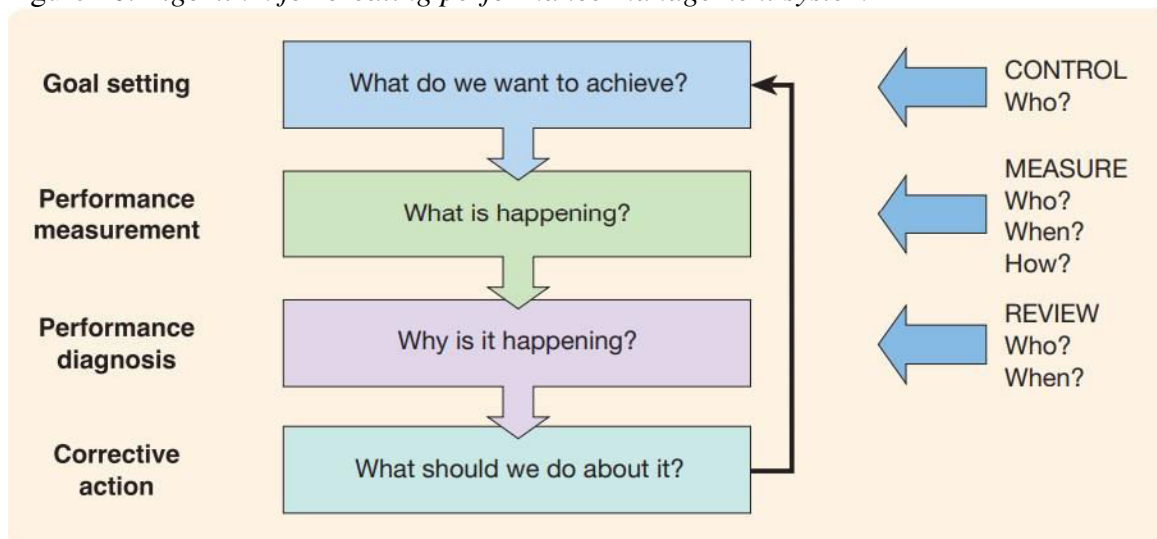 Goal setting
What do we want to achieve?
CONTROL
Who?
Performance
measurement
What is happening?
MEASURE
Who?
When?
How?
Performance
diagnosis
Why is it happening?
REVIEW
Who?
When?
Corrective
action
What should we do about it?